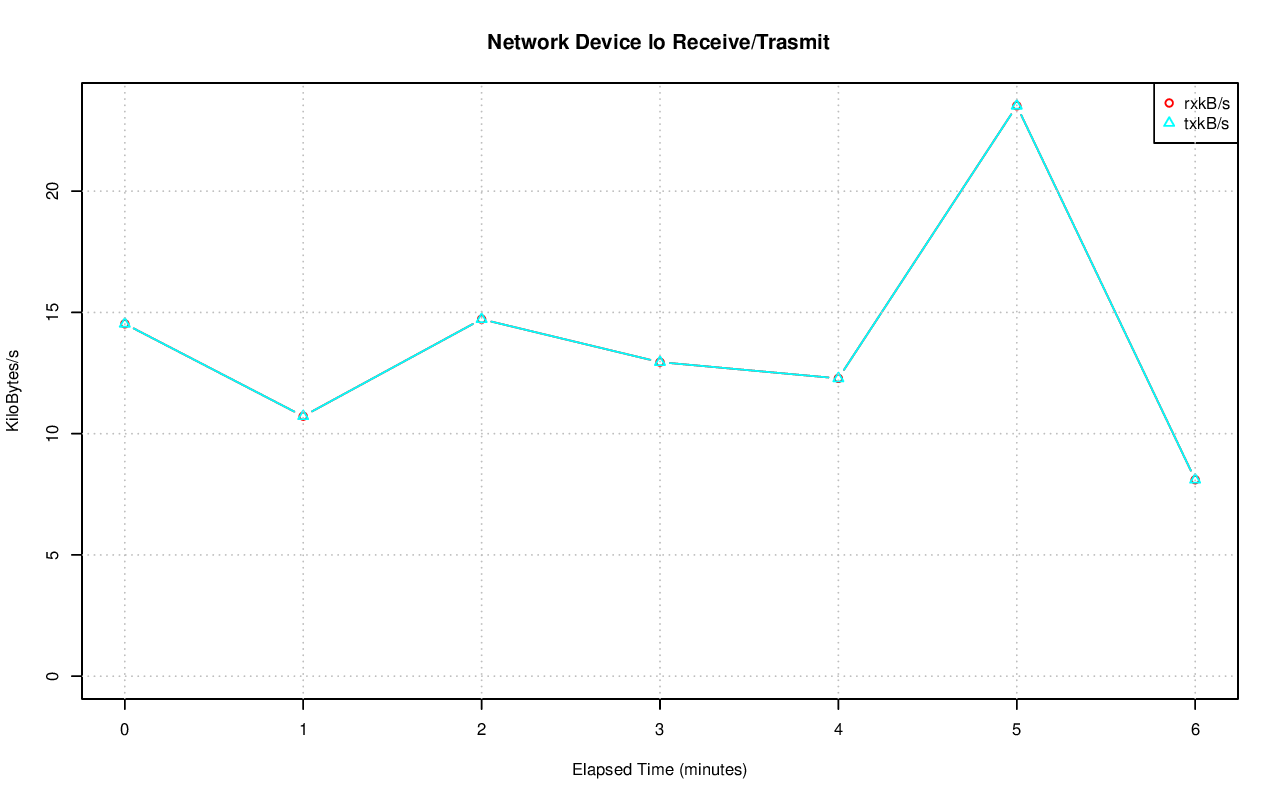 Network Device lo Receive/Trasmit
rxkB/s
txkB/s
KiloBytes/s
20
15
10
5
0
0 1 2 3 4 5 6
Elapsed Time (minutes)